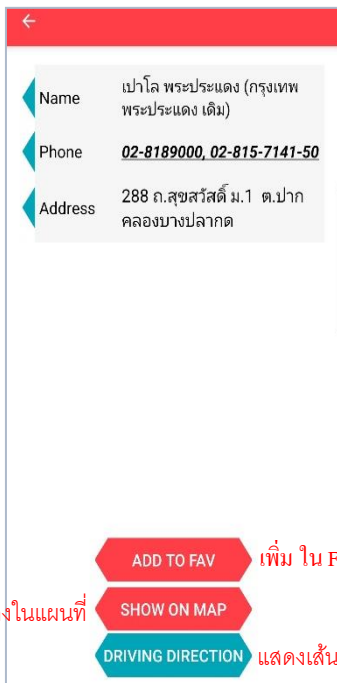 Name
เปาโล พระประแดง (กรุงเทพ
พระประแดง เดิม)
Phone
02-8189000, 02-815-7141-50
Address
288 ถ.สุขสวัสดิ์ ม.1 ต.ปาก
คลองบางปลากด
ADD TO FAV เพิ่ม ใน F
งในแผนที่ SHOW ON MAP
DRIVING DIRECTION แสดงเส้น